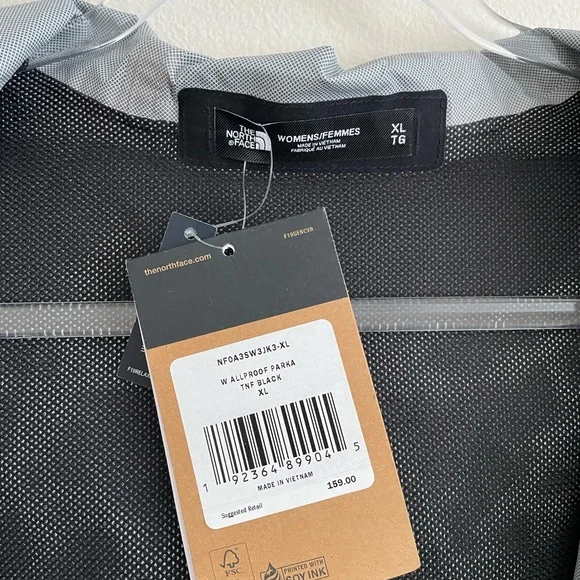 THE
NORTH
FACE
WOMENS/FEMMES
MADE IN VIETNAM
FABRIQUÉ AU VIETNAM
XL
TG
F19GENCVR
thenorthface.com
NF0A3SW3JK3-XL
W ALLPROOF PARKA
TNF BLACK
XL
1 92364 89904 5
MADE IN VIETNAM
Suggested Retail
159.00
FSC
PRINTED WITH
SOY INK